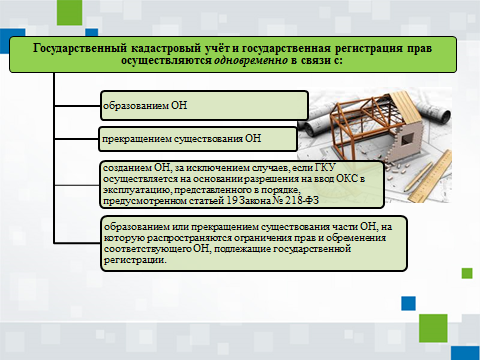 Государственный кадастровый учёт и государственная регистрация прав
осуществляются одновременно в связи с:
образованием ОН
прекращением существования ОН
созданием ОН, за исключением случаев, если ГКУ
осуществляется на основании разрешения на ввод ОКС в
эксплуатацию, представленного в порядке,
предусмотренном статьей 19 Закона № 218-ФЗ
образованием или прекращением существования части ОН, на
которую распространяются ограничения прав и обременения
соответствующего ОН, подлежащие государственной
регистрации.